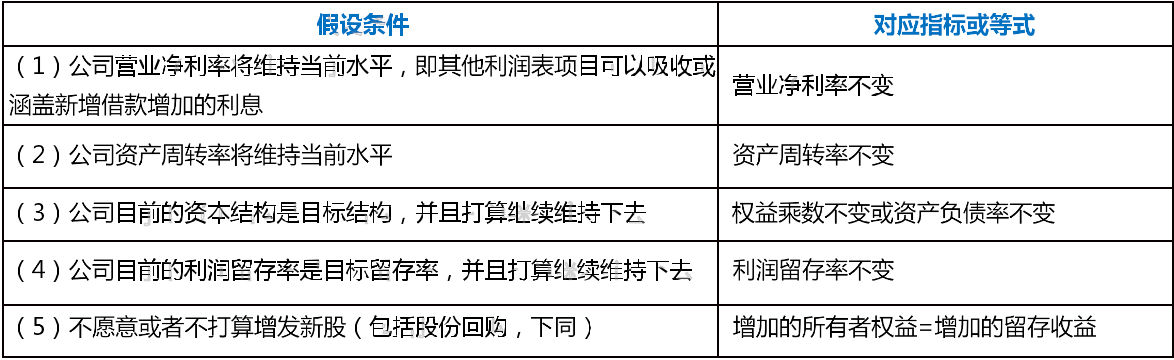 假设条件
对应指标或等式
（1）公司营业净利率将维持当前水平，即其他利润表项目可以吸收或
涵盖新增借款增加的利息
营业净利率不变
（2）公司资产周转率将维持当前水平
资产周转率不变
（3）公司目前的资本结构是目标结构，并且打算继续维持下去
权益乘数不变或资产负债率不变
（4）公司目前的利润留存率是目标留存率，并且打算继续维持下去
利润留存率不变
（5）不愿意或者不打算增发新股（包括股份回购，下同）
增加的所有者权益=增加的留存收益